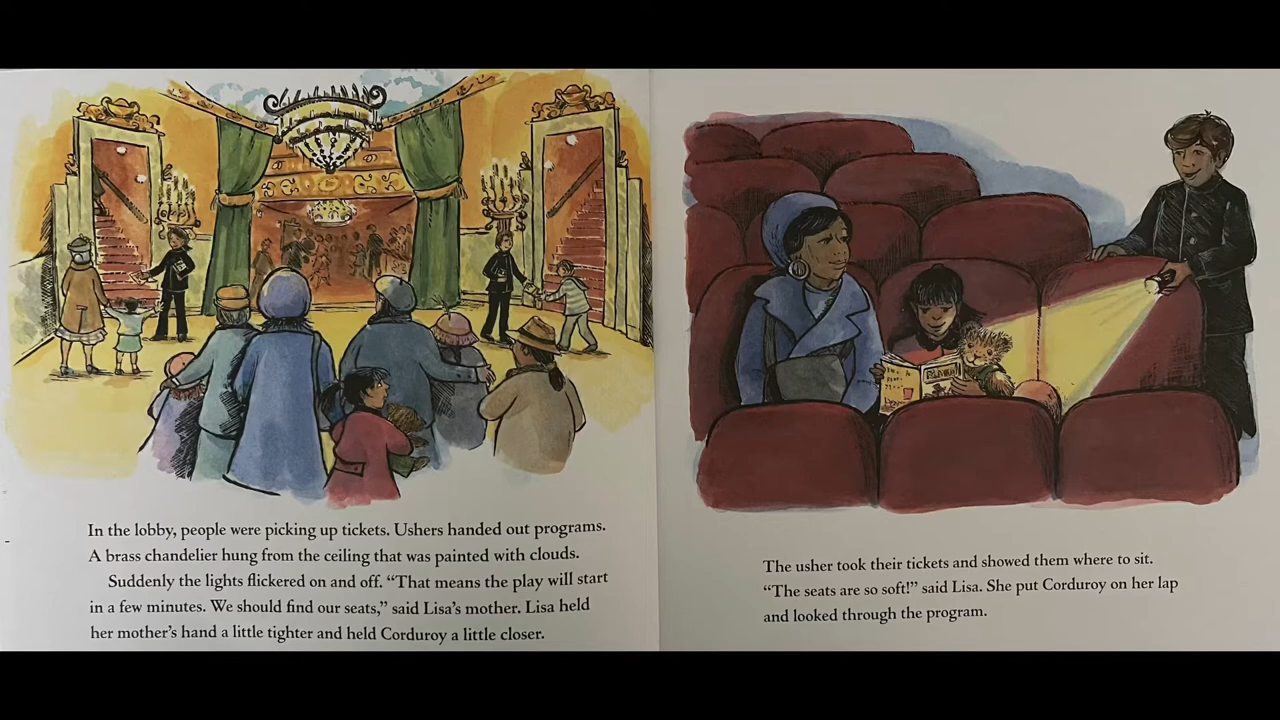 In the lobby, people were picking up tickets. Ushers handed out programs.
A brass chandelier hung from the ceiling that was painted with clouds.
Suddenly the lights flickered on and off. “That means the play will start
in a few minutes. We should find our seats,” said Lisa’s mother. Lisa held
her mother’s hand a little tighter and held Corduroy a little closer.
The usher took their tickets and showed them where to sit.
“The seats are so soft!” said Lisa. She put Corduroy on her lap
and looked through the program.